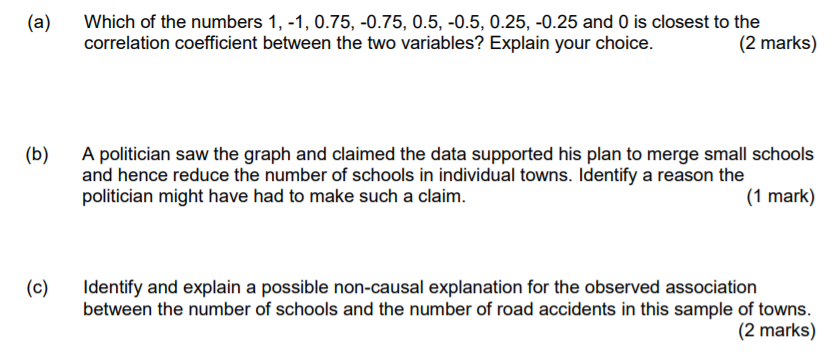 (a) Which of the numbers 1, -1, 0.75, -0.75, 0.5, -0.5, 0.25, -0.25 and 0 is closest to the
correlation coefficient between the two variables? Explain your choice. (2 marks)
(b) A politician saw the graph and claimed the data supported his plan to merge small schools
and hence reduce the number of schools in individual towns. Identify a reason the
politician might have had to make such a claim. (1 mark)
(c) Identify and explain a possible non-causal explanation for the observed association
between the number of schools and the number of road accidents in this sample of towns.
(2 marks)